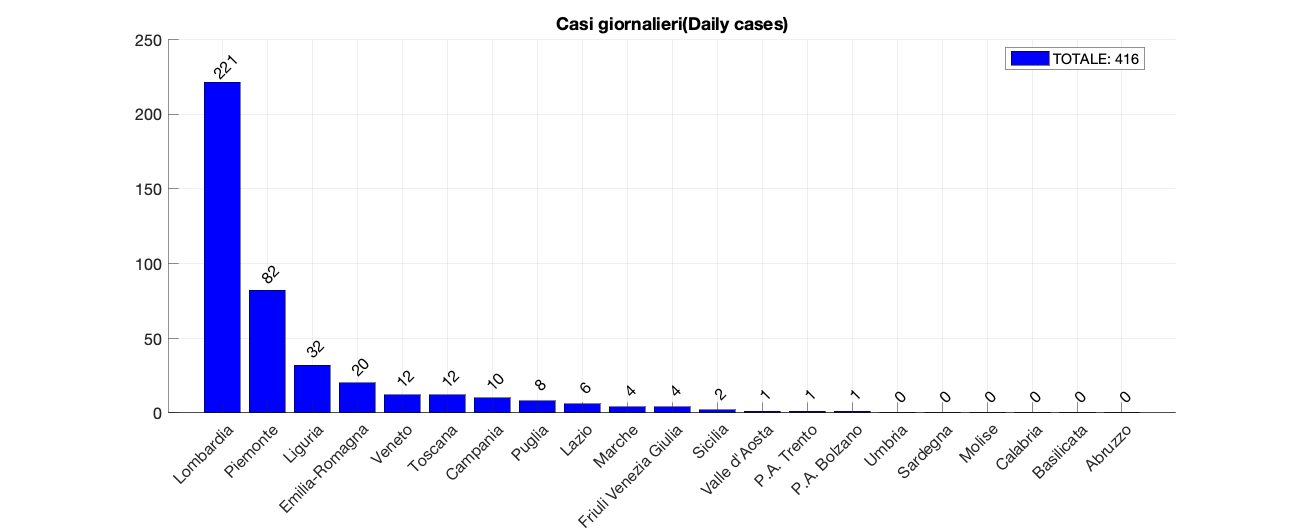 Casi giornalieri(Daily cases)
TOTALE: 416
250
200
150
100
50
0
221
82
32
20
12
12
10
8
6
4
4
2
1
1
1
0
0
0
0
0
0
Lombardia
Piemonte
Liguria
Emilia-Romagna
Veneto
Toscana
Campania
Puglia
Lazio
Marche
Friuli Venezia Giulia
Sicilia
Valle d'Aosta
P.A. Trento
P.A. Bolzano
Umbria
Sardegna
Molise
Calabria
Basilicata
Abruzzo